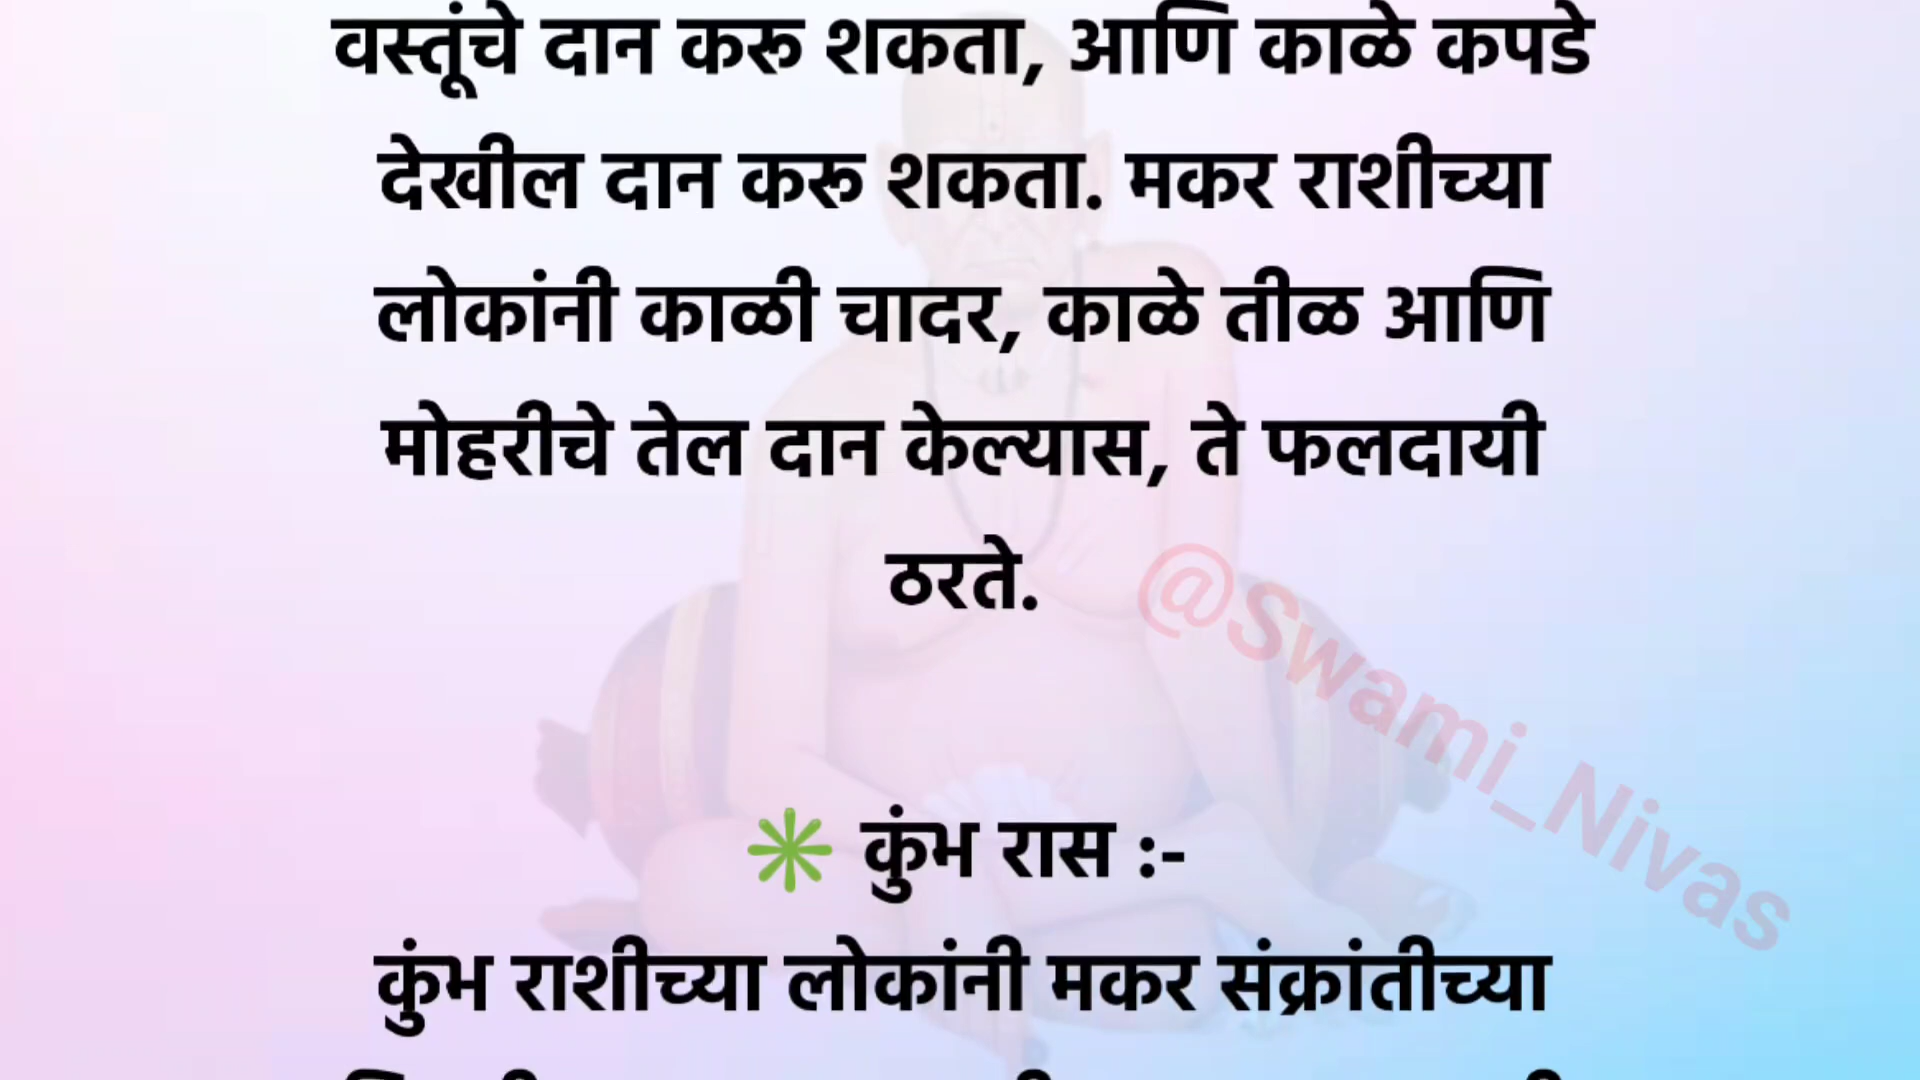 वस्तूंचे दान करू शकता, आणि काळे कपडे
देखील दान करू शकता. मकर राशीच्या
लोकांनी काळी चादर, काळे तीळ आणि
मोहरीचे तेल दान केल्यास, ते फलदायी
ठरते.
@Swami_Nivas
✳ कुंभ रास :-
कुंभ राशीच्या लोकांनी मकर संक्रांतीच्या